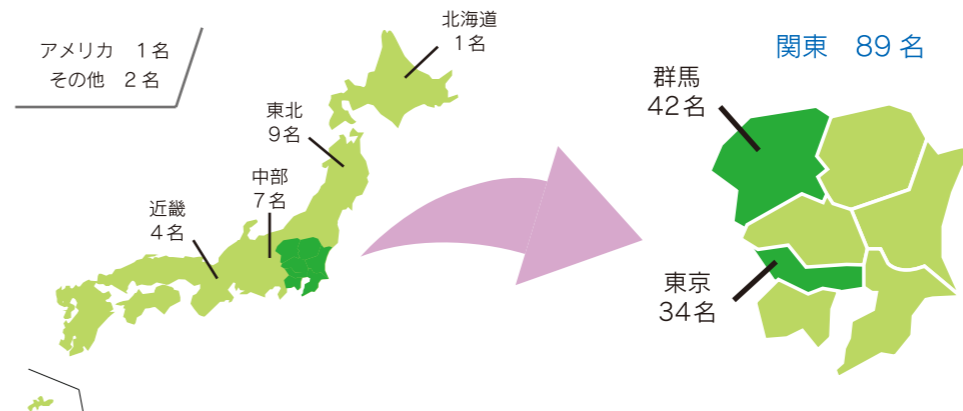 アメリカ　1名
その他　2名
北海道
1名
東北
9名
中部
7名
近畿
4名
関東　89名
群馬
42名
東京
34名